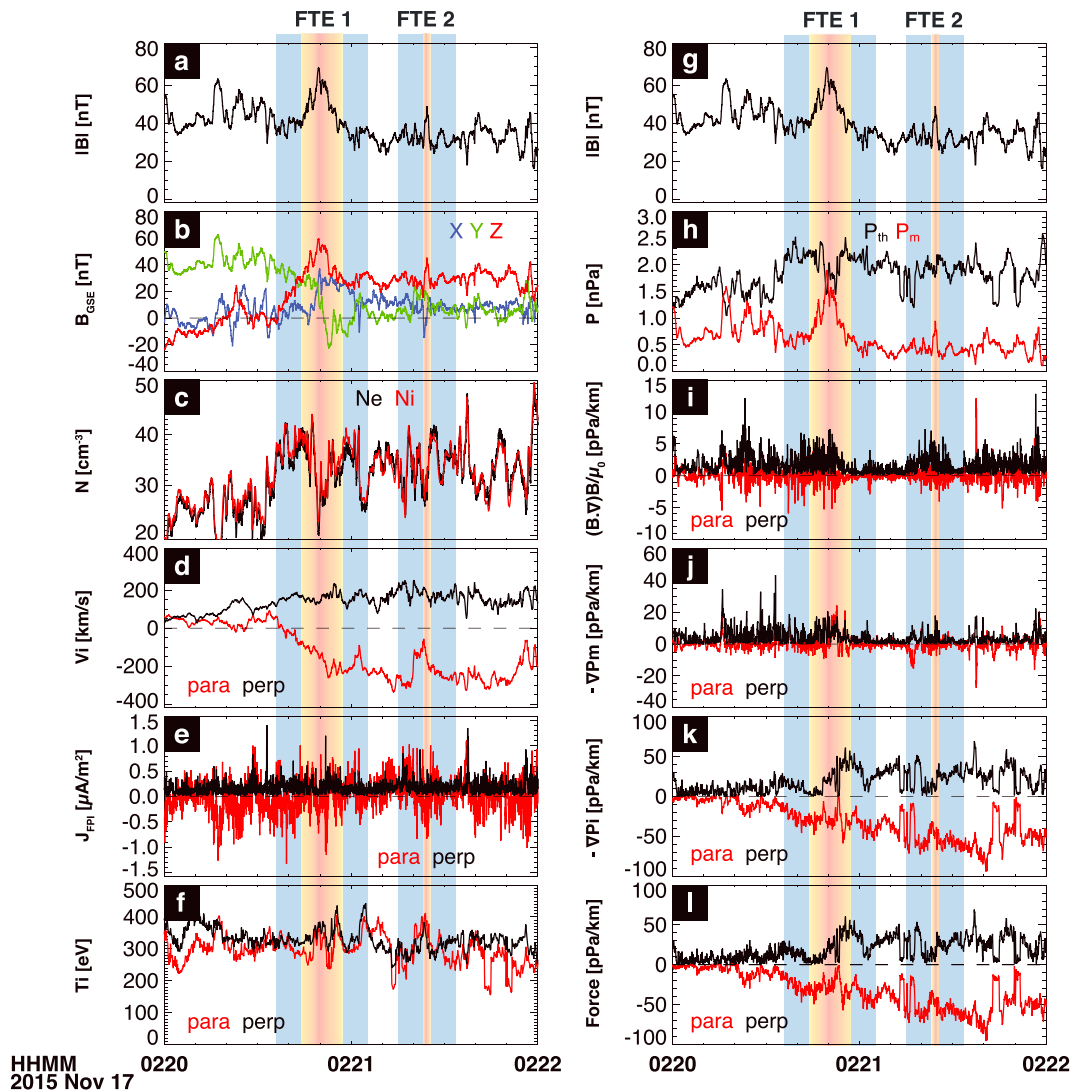 FTE 1 FTE 2 FTE 1 FTE 2
a
|B| [nT]
80
60
40
20
0
b
X Y Z
B_GSE [nT]
80
60
40
20
0
-20
-40
c
Ne Ni
N [cm⁻³]
50
40
30
20
d
Vi [km/s]
400
200
0
-200
-400
para perp
e
J_FPI [μA/m²]
1.5
1.0
0.5
0.0
-0.5
-1.0
-1.5
para perp
f
Ti [eV]
500
400
300
200
100
0
para perp
HHMM
2015 Nov 17
0220 0221 0222
g
|B| [nT]
80
60
40
20
0
h
P_th P_m
P [nPa]
3.0
2.5
2.0
1.5
1.0
0.5
0.0
i
(B.∇)B/μ₀ [pPa/km]
15
10
5
0
-5
-10
para perp
j
- ∇Pm [pPa/km]
60
40
20
0
-20
-40
para perp
k
- ∇Pi [pPa/km]
100
50
0
-50
-100
para perp
l
Force [pPa/km]
100
50
0
-50
-100
para perp
0220 0221 0222